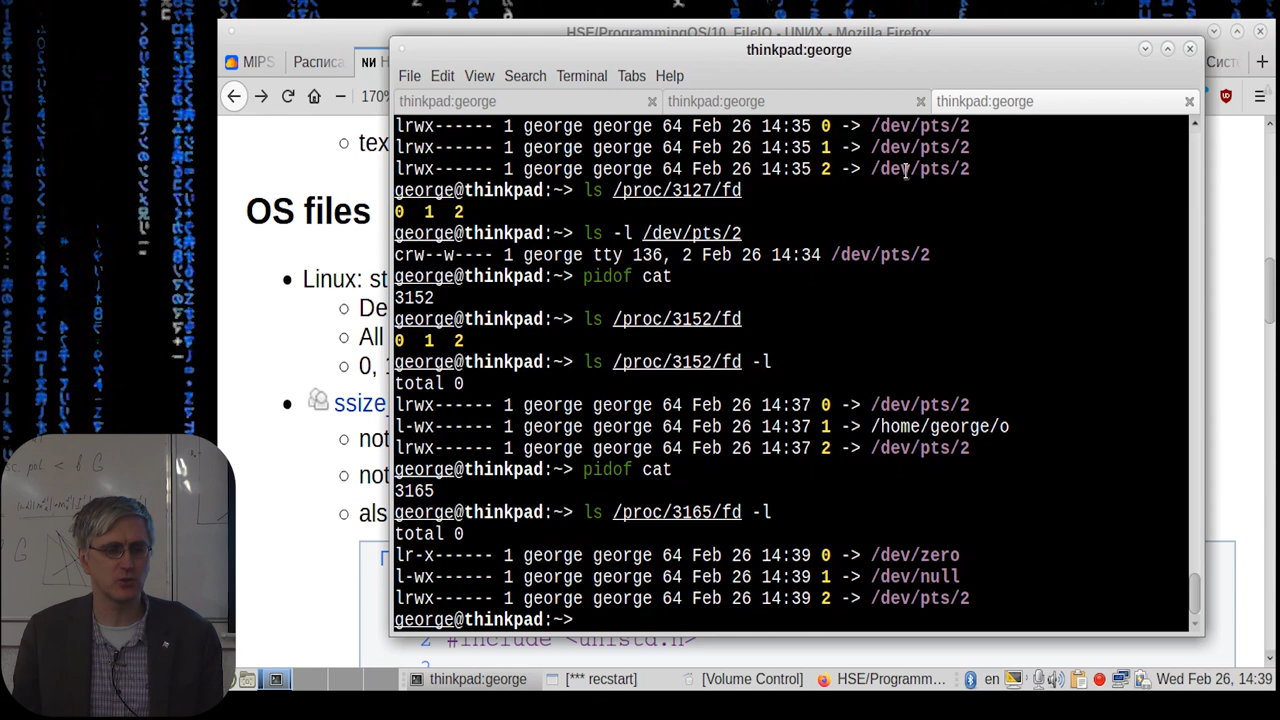 HSE/ProgrammingOS/10_FileIO - UNИX - Mozilla Firefox
thinkpad:george
MIPS
Расписа
NИ
H
Сист
170%
File Edit View Search Terminal Tabs Help
thinkpad:george
thinkpad:george
thinkpad:george
lrwx------ 1 george george 64 Feb 26 14:35 0 -> /dev/pts/2
lrwx------ 1 george george 64 Feb 26 14:35 1 -> /dev/pts/2
lrwx------ 1 george george 64 Feb 26 14:35 2 -> /dev/pts/2
george@thinkpad:~> ls /proc/3127/fd
0 1 2
george@thinkpad:~> ls -l /dev/pts/2
crw--w---- 1 george tty 136, 2 Feb 26 14:34 /dev/pts/2
george@thinkpad:~> pidof cat
3152
george@thinkpad:~> ls /proc/3152/fd
0 1 2
george@thinkpad:~> ls /proc/3152/fd -l
total 0
lrwx------ 1 george george 64 Feb 26 14:37 0 -> /dev/pts/2
l-wx------ 1 george george 64 Feb 26 14:37 1 -> /home/george/o
lrwx------ 1 george george 64 Feb 26 14:37 2 -> /dev/pts/2
george@thinkpad:~> pidof cat
3165
george@thinkpad:~> ls /proc/3165/fd -l
total 0
lr-x------ 1 george george 64 Feb 26 14:39 0 -> /dev/zero
l-wx------ 1 george george 64 Feb 26 14:39 1 -> /dev/null
lrwx------ 1 george george 64 Feb 26 14:39 2 -> /dev/pts/2
george@thinkpad:~>
tex
OS files
Linux: st
De
All
0, 1
ssize_
not
not
als
2 #include <unistd.h>
thinkpad:george
[*** recstart]
[Volume Control]
HSE/Programm...
en
Wed Feb 26, 14:39